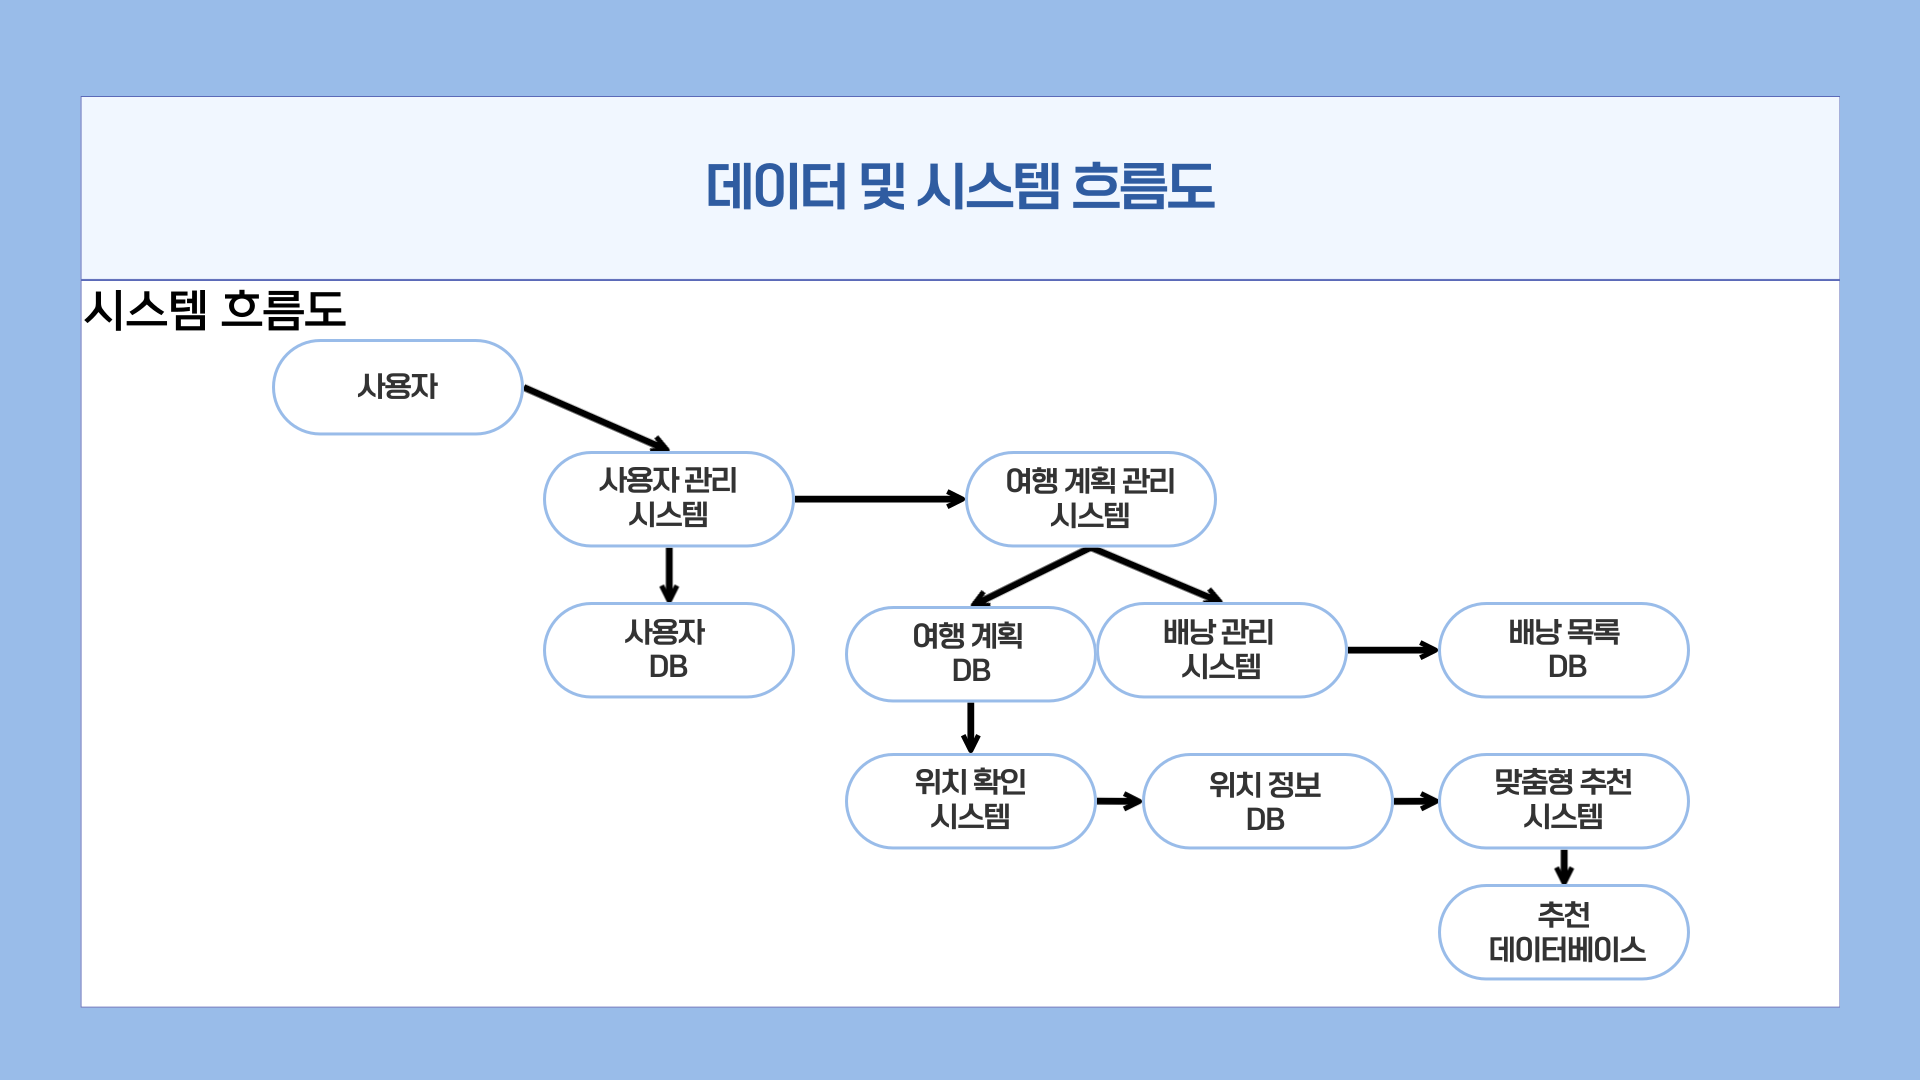 데이터 및 시스템 흐름도
시스템 흐름도
사용자
사용자 관리
시스템
여행 계획 관리
시스템
사용자
DB
여행 계획
DB
배낭 관리
시스템
배낭 목록
DB
위치 확인
시스템
위치 정보
DB
맞춤형 추천
시스템
추천
데이터베이스